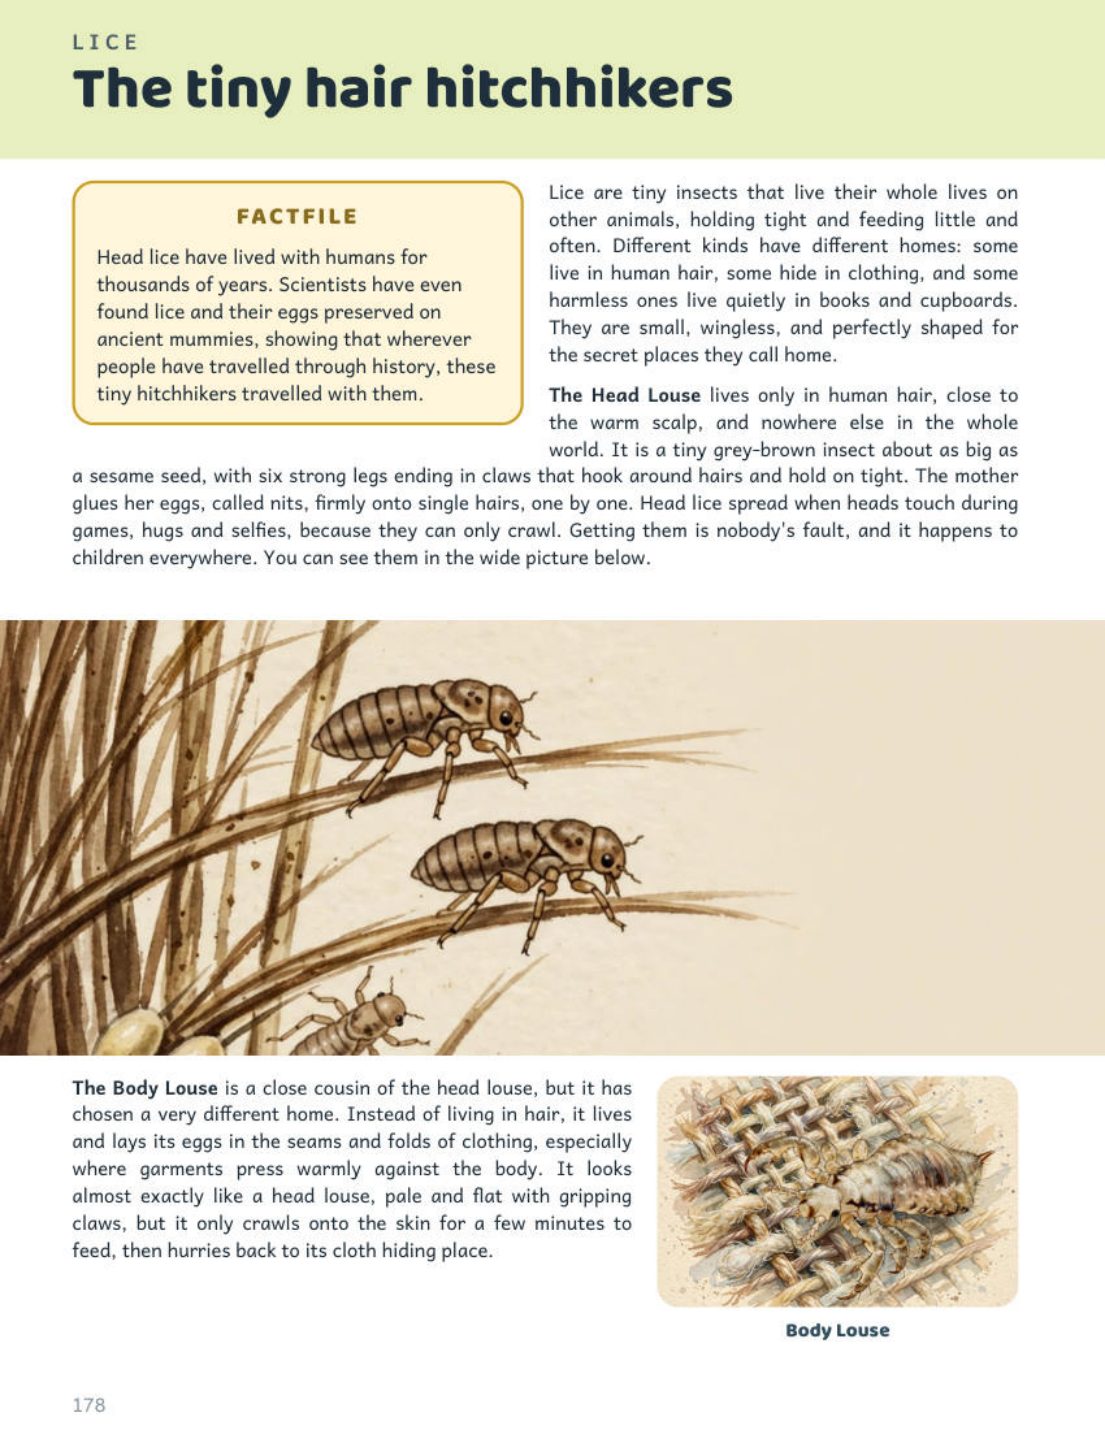 LICE
The tiny hair hitchhikers
FACTFILE
Head lice have lived with humans for
thousands of years. Scientists have even
found lice and their eggs preserved on
ancient mummies, showing that wherever
people have travelled through history, these
tiny hitchhikers travelled with them.
Lice are tiny insects that live their whole lives on
other animals, holding tight and feeding little and
often. Different kinds have different homes: some
live in human hair, some hide in clothing, and some
harmless ones live quietly in books and cupboards.
They are small, wingless, and perfectly shaped for
the secret places they call home.
The Head Louse lives only in human hair, close to
the warm scalp, and nowhere else in the whole
world. It is a tiny grey-brown insect about as big as
a sesame seed, with six strong legs ending in claws that hook around hairs and hold on tight. The mother
glues her eggs, called nits, firmly onto single hairs, one by one. Head lice spread when heads touch during
games, hugs and selfies, because they can only crawl. Getting them is nobody's fault, and it happens to
children everywhere. You can see them in the wide picture below.
The Body Louse is a close cousin of the head louse, but it has
chosen a very different home. Instead of living in hair, it lives
and lays its eggs in the seams and folds of clothing, especially
where garments press warmly against the body. It looks
almost exactly like a head louse, pale and flat with gripping
claws, but it only crawls onto the skin for a few minutes to
feed, then hurries back to its cloth hiding place.
Body Louse
178